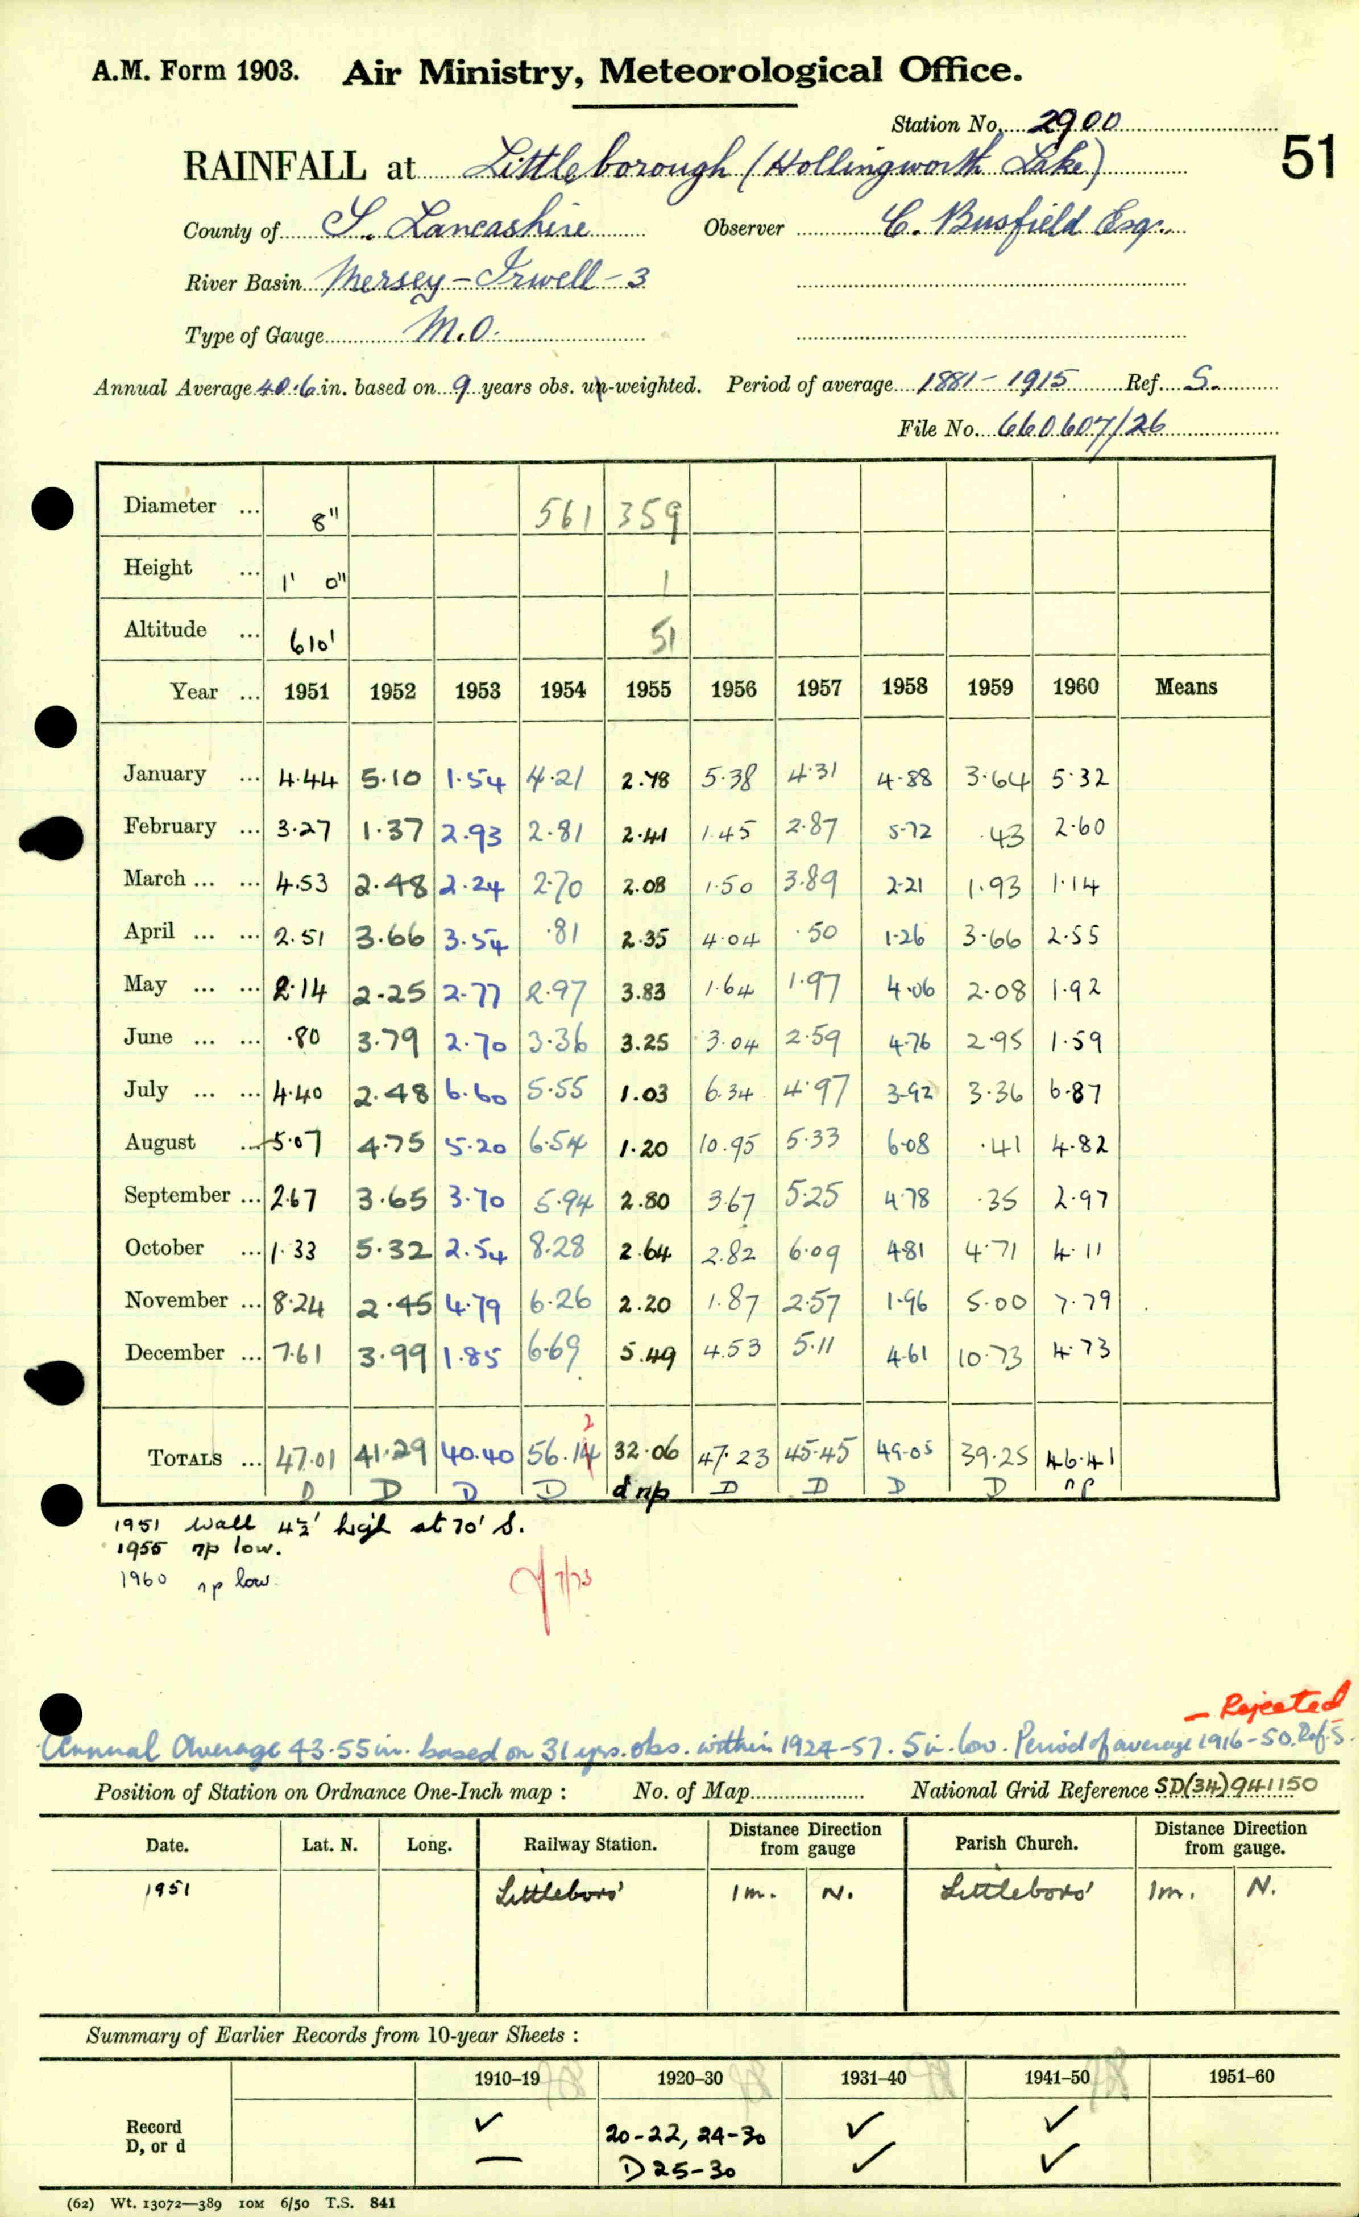 A.M. Form 1903. Air Ministry, Meteorological Office.
Station No. 2900
51
RAINFALL at Littleborough (Hollingworth Lake)
County of S. Lancashire Observer C. Busfield Esq.
River Basin Mersey – Irwell – 3
Type of Gauge M.O.
Annual Average 40.6 in. based on 9 years obs. un-weighted. Period of average 1881 – 1915 Ref. S.
File No. 660607/26
Diameter ... 8" 561 359
Height ... 1' 0" 1
Altitude ... 610' 51
Year ... 1951 1952 1953 1954 1955 1956 1957 1958 1959 1960 Means
January ... 4.44 5.10 1.54 4.21 2.78 5.38 4.31 4.88 3.64 5.32
February ... 3.27 1.37 2.93 2.81 2.41 1.45 2.87 5.72 .43 2.60
March ... ... 4.53 2.48 2.24 2.70 2.08 1.50 3.89 2.21 1.93 1.14
April ... ... 2.51 3.66 3.54 .81 2.35 4.04 .50 1.26 3.66 2.55
May ... ... 2.14 2.25 2.77 2.97 3.83 1.64 1.97 4.06 2.08 1.92
June ... ... .80 3.79 2.70 3.36 3.25 3.04 2.59 4.76 2.95 1.59
July ... ... 4.40 2.48 6.60 5.55 1.03 6.34 4.97 3.92 3.36 6.87
August ... 5.07 4.75 5.20 6.54 1.20 10.95 5.33 6.08 .41 4.82
September ... 2.67 3.65 3.70 5.94 2.80 3.67 5.25 4.78 .35 2.97
October ... 1.33 5.32 2.54 8.28 2.64 2.82 6.09 4.81 4.71 4.11
November ... 8.24 2.45 4.79 6.26 2.20 1.87 2.57 1.96 5.00 7.79
December ... 7.61 3.99 1.85 6.69 5.49 4.53 5.11 4.61 10.73 4.73
2
TOTALS ... 47.01 41.29 40.40 56.14 32.06 47.23 45.45 49.05 39.25 46.41
D D D D d np D D D D np
1951 Wall 4½' high at 70' S.
1955 np low.
1960 np low.
7/73
– Rejected
Annual Average 43.55 in. based on 31 yrs. obs. within 1924–57. 5 in. low. Period of average 1916–50. Ref. S.
Position of Station on Ordnance One-Inch map : No. of Map National Grid Reference SD(34)941150
Date. Lat. N. Long. Railway Station. Distance from Direction gauge Parish Church. Distance from Direction gauge.
1951 Littleboro' 1m. N. Littleboro' 1m. N.
Summary of Earlier Records from 10-year Sheets :
1910–19 1920–30 1931–40 1941–50 1951–60
Record ✓ 20–22, 24–30 ✓ ✓
D, or d — D 25–30 ✓ ✓
(62) Wt. 13072—389 10M 6/50 T.S. 841